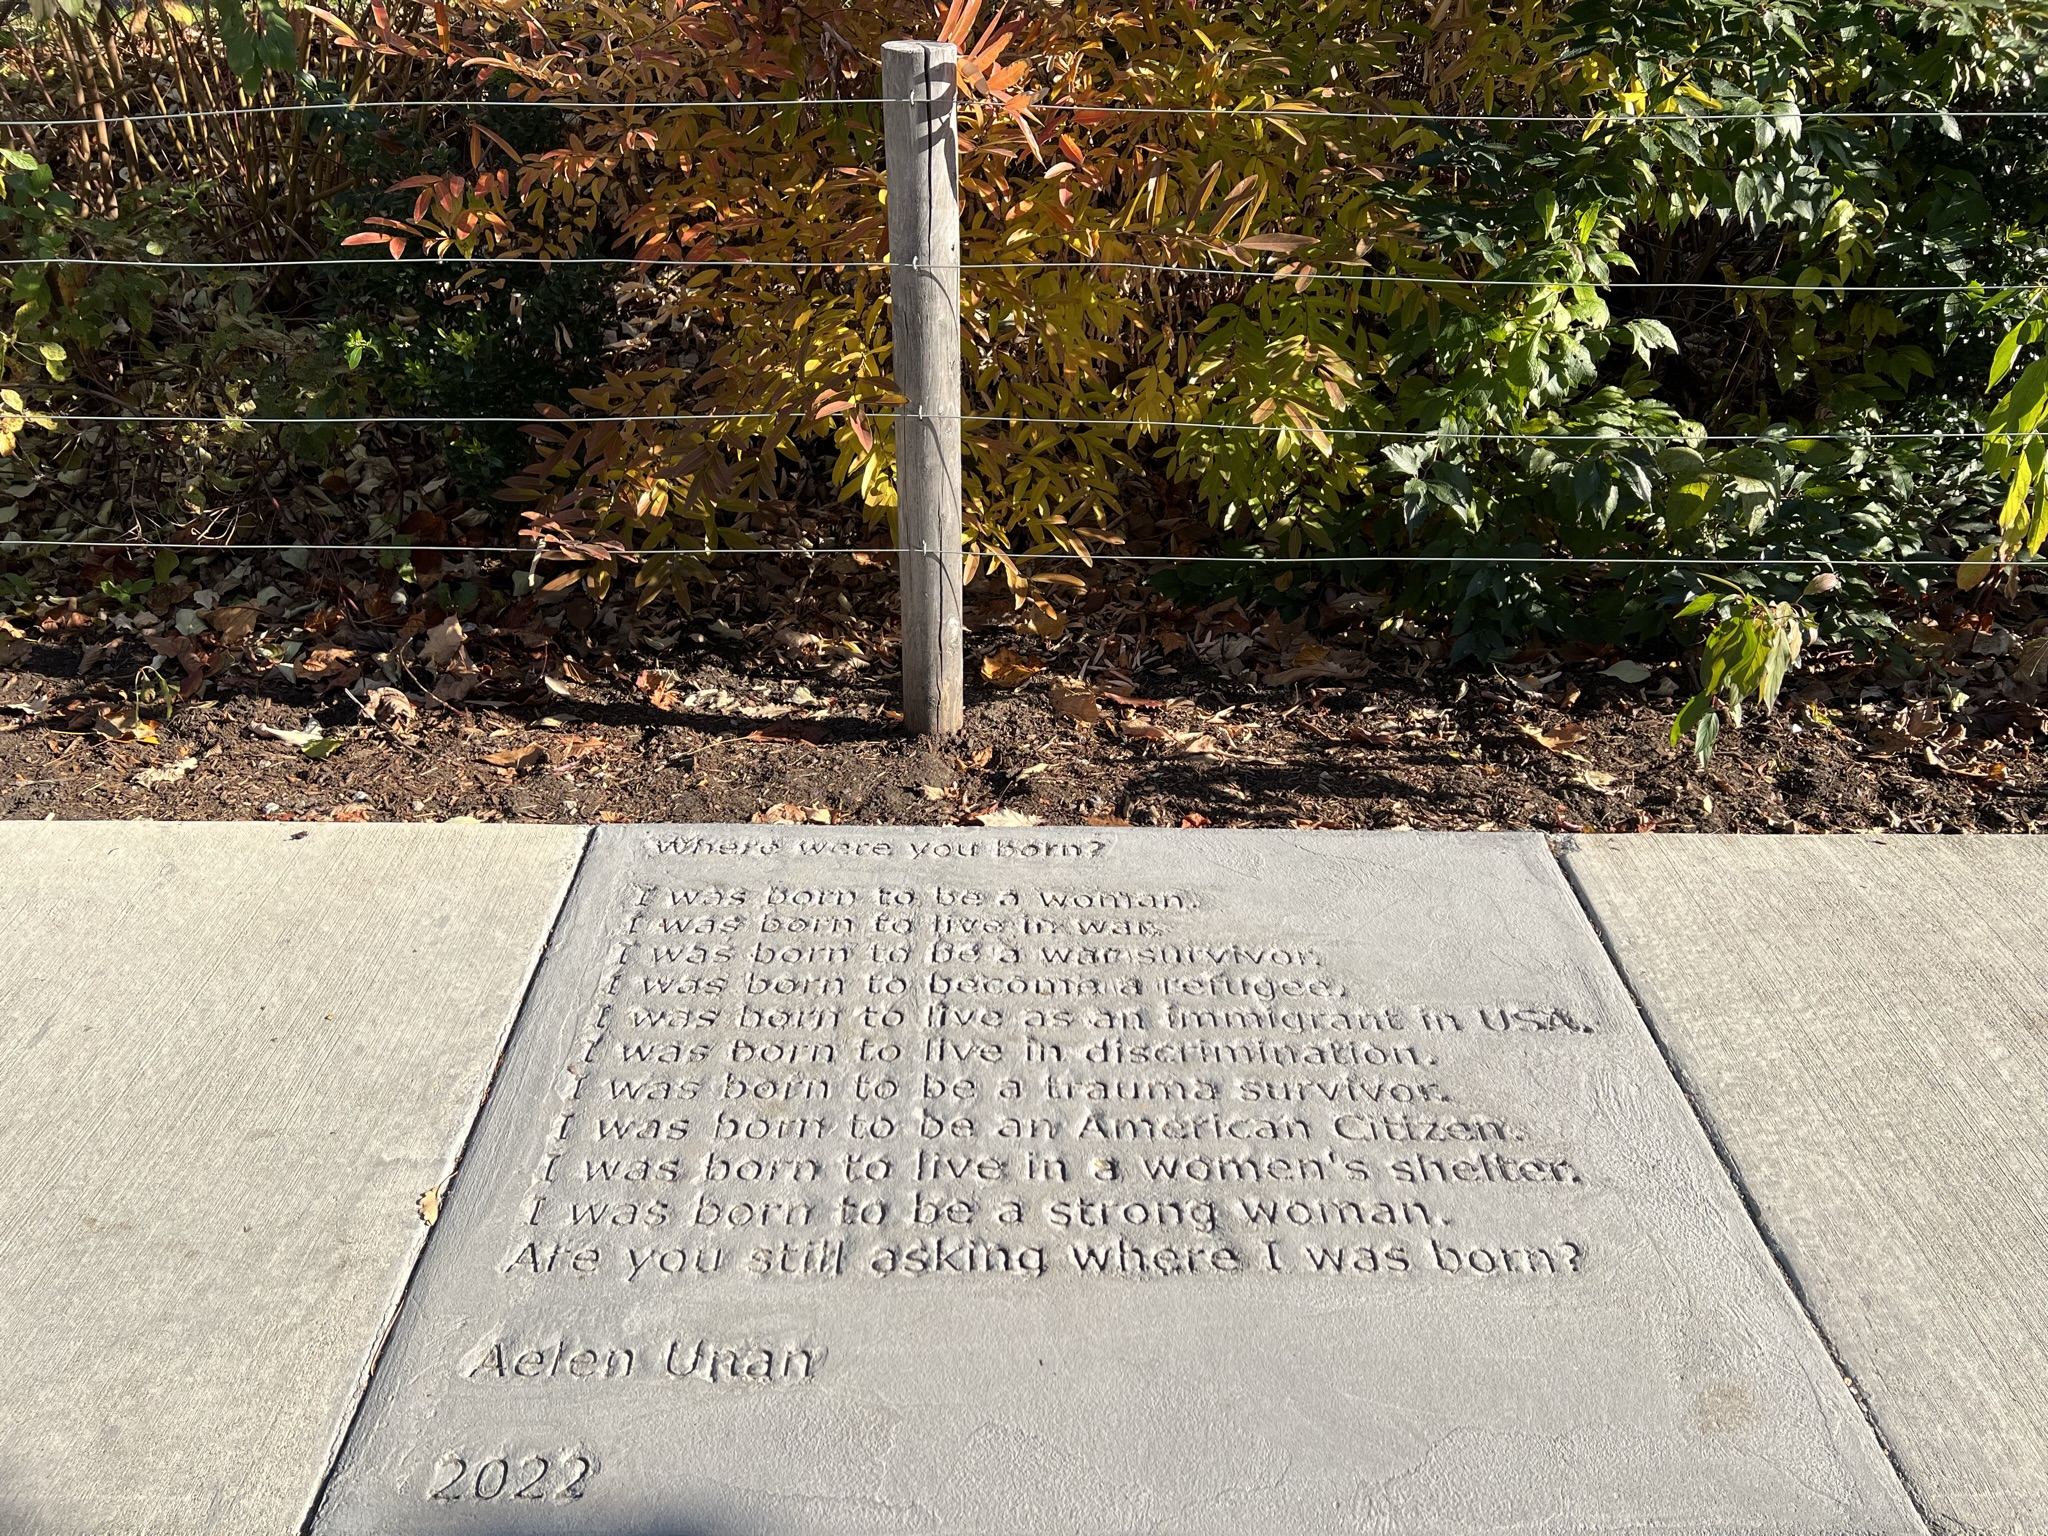 Where were you born?
I was born to be a woman.
I was born to live in war.
I was born to be a war survivor.
I was born to become a refugee.
I was born to live as an immigrant in USA.
I was born to live in discrimination.
I was born to be a trauma survivor.
I was born to be an American Citizen.
I was born to live in a women's shelter.
I was born to be a strong woman.
Are you still asking where I was born?
Aelen Unan
2022